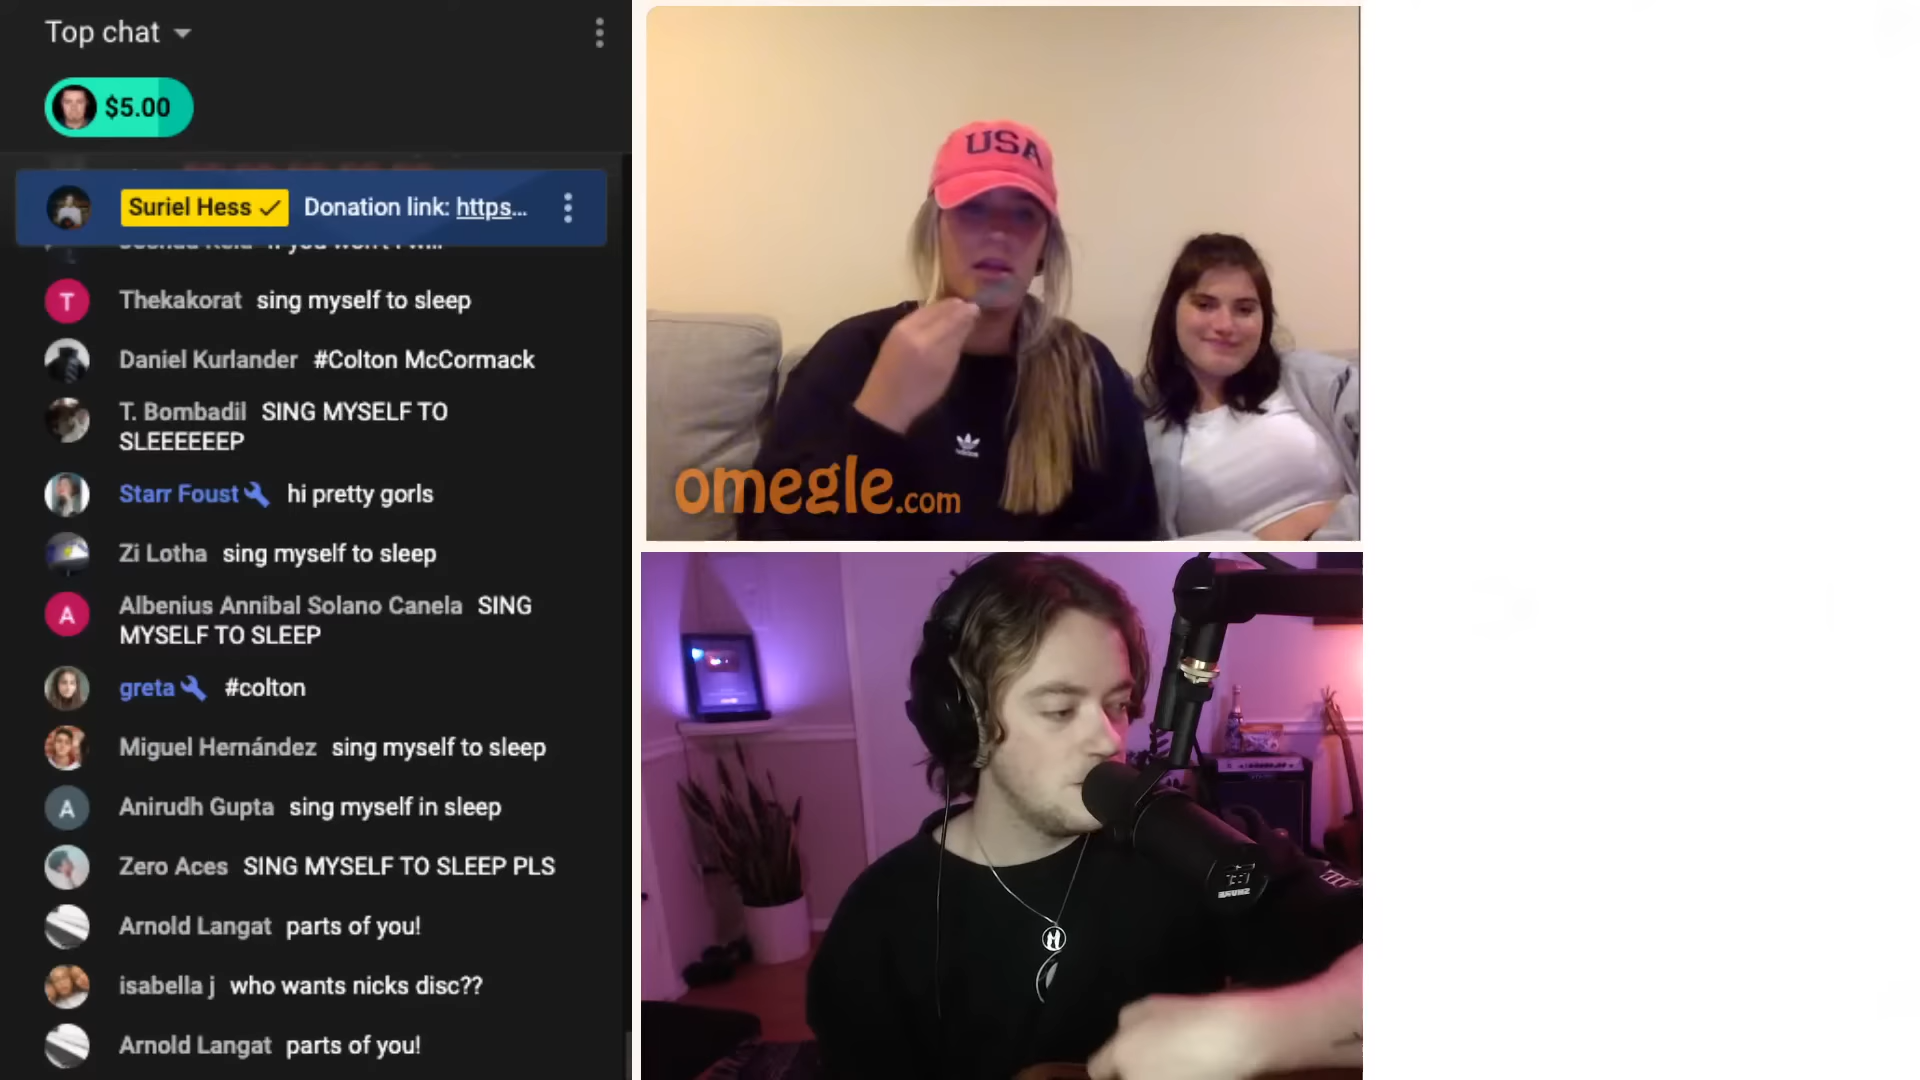 Top chat
$5.00
Suriel Hess Donation link: https...
Thekakorat sing myself to sleep
Daniel Kurlander #Colton McCormack
T. Bombadil SING MYSELF TO
SLEEEEEEP
Starr Foust hi pretty gorls
Zi Lotha sing myself to sleep
Albenius Annibal Solano Canela SING
MYSELF TO SLEEP
greta #colton
Miguel Hernández sing myself to sleep
Anirudh Gupta sing myself in sleep
Zero Aces SING MYSELF TO SLEEP PLS
Arnold Langat parts of you!
isabella j who wants nicks disc??
Arnold Langat parts of you!
USA
omegle.com